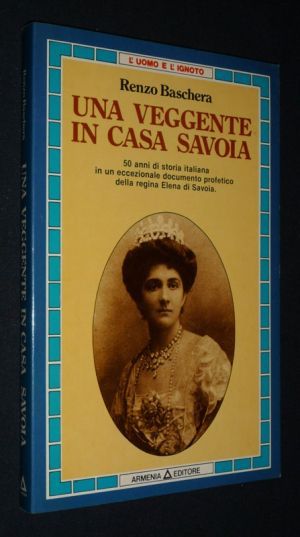 L'UOMO E L'IGNOTO
Renzo Baschera
UNA VEGGENTE
IN CASA SAVOIA
50 anni di storia italiana
in un eccezionale documento profetico
della regina Elena di Savoia.
ARMENIA EDITORE
Renzo Baschera
UNA VEGGENTE IN CASA SAVOIA